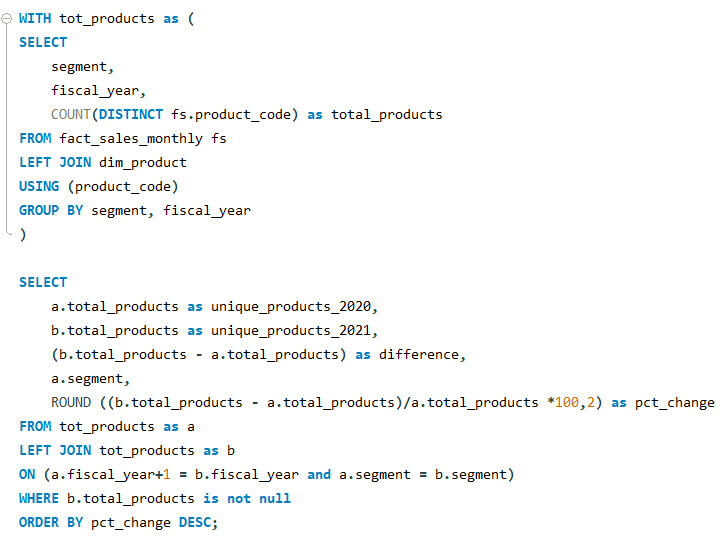 WITH tot_products as (
SELECT
    segment,
    fiscal_year,
    COUNT(DISTINCT fs.product_code) as total_products
FROM fact_sales_monthly fs
LEFT JOIN dim_product
USING (product_code)
GROUP BY segment, fiscal_year
)

SELECT
    a.total_products as unique_products_2020,
    b.total_products as unique_products_2021,
    (b.total_products - a.total_products) as difference,
    a.segment,
    ROUND ((b.total_products - a.total_products)/a.total_products *100,2) as pct_change
FROM tot_products as a
LEFT JOIN tot_products as b
ON (a.fiscal_year+1 = b.fiscal_year and a.segment = b.segment)
WHERE b.total_products is not null
ORDER BY pct_change DESC;